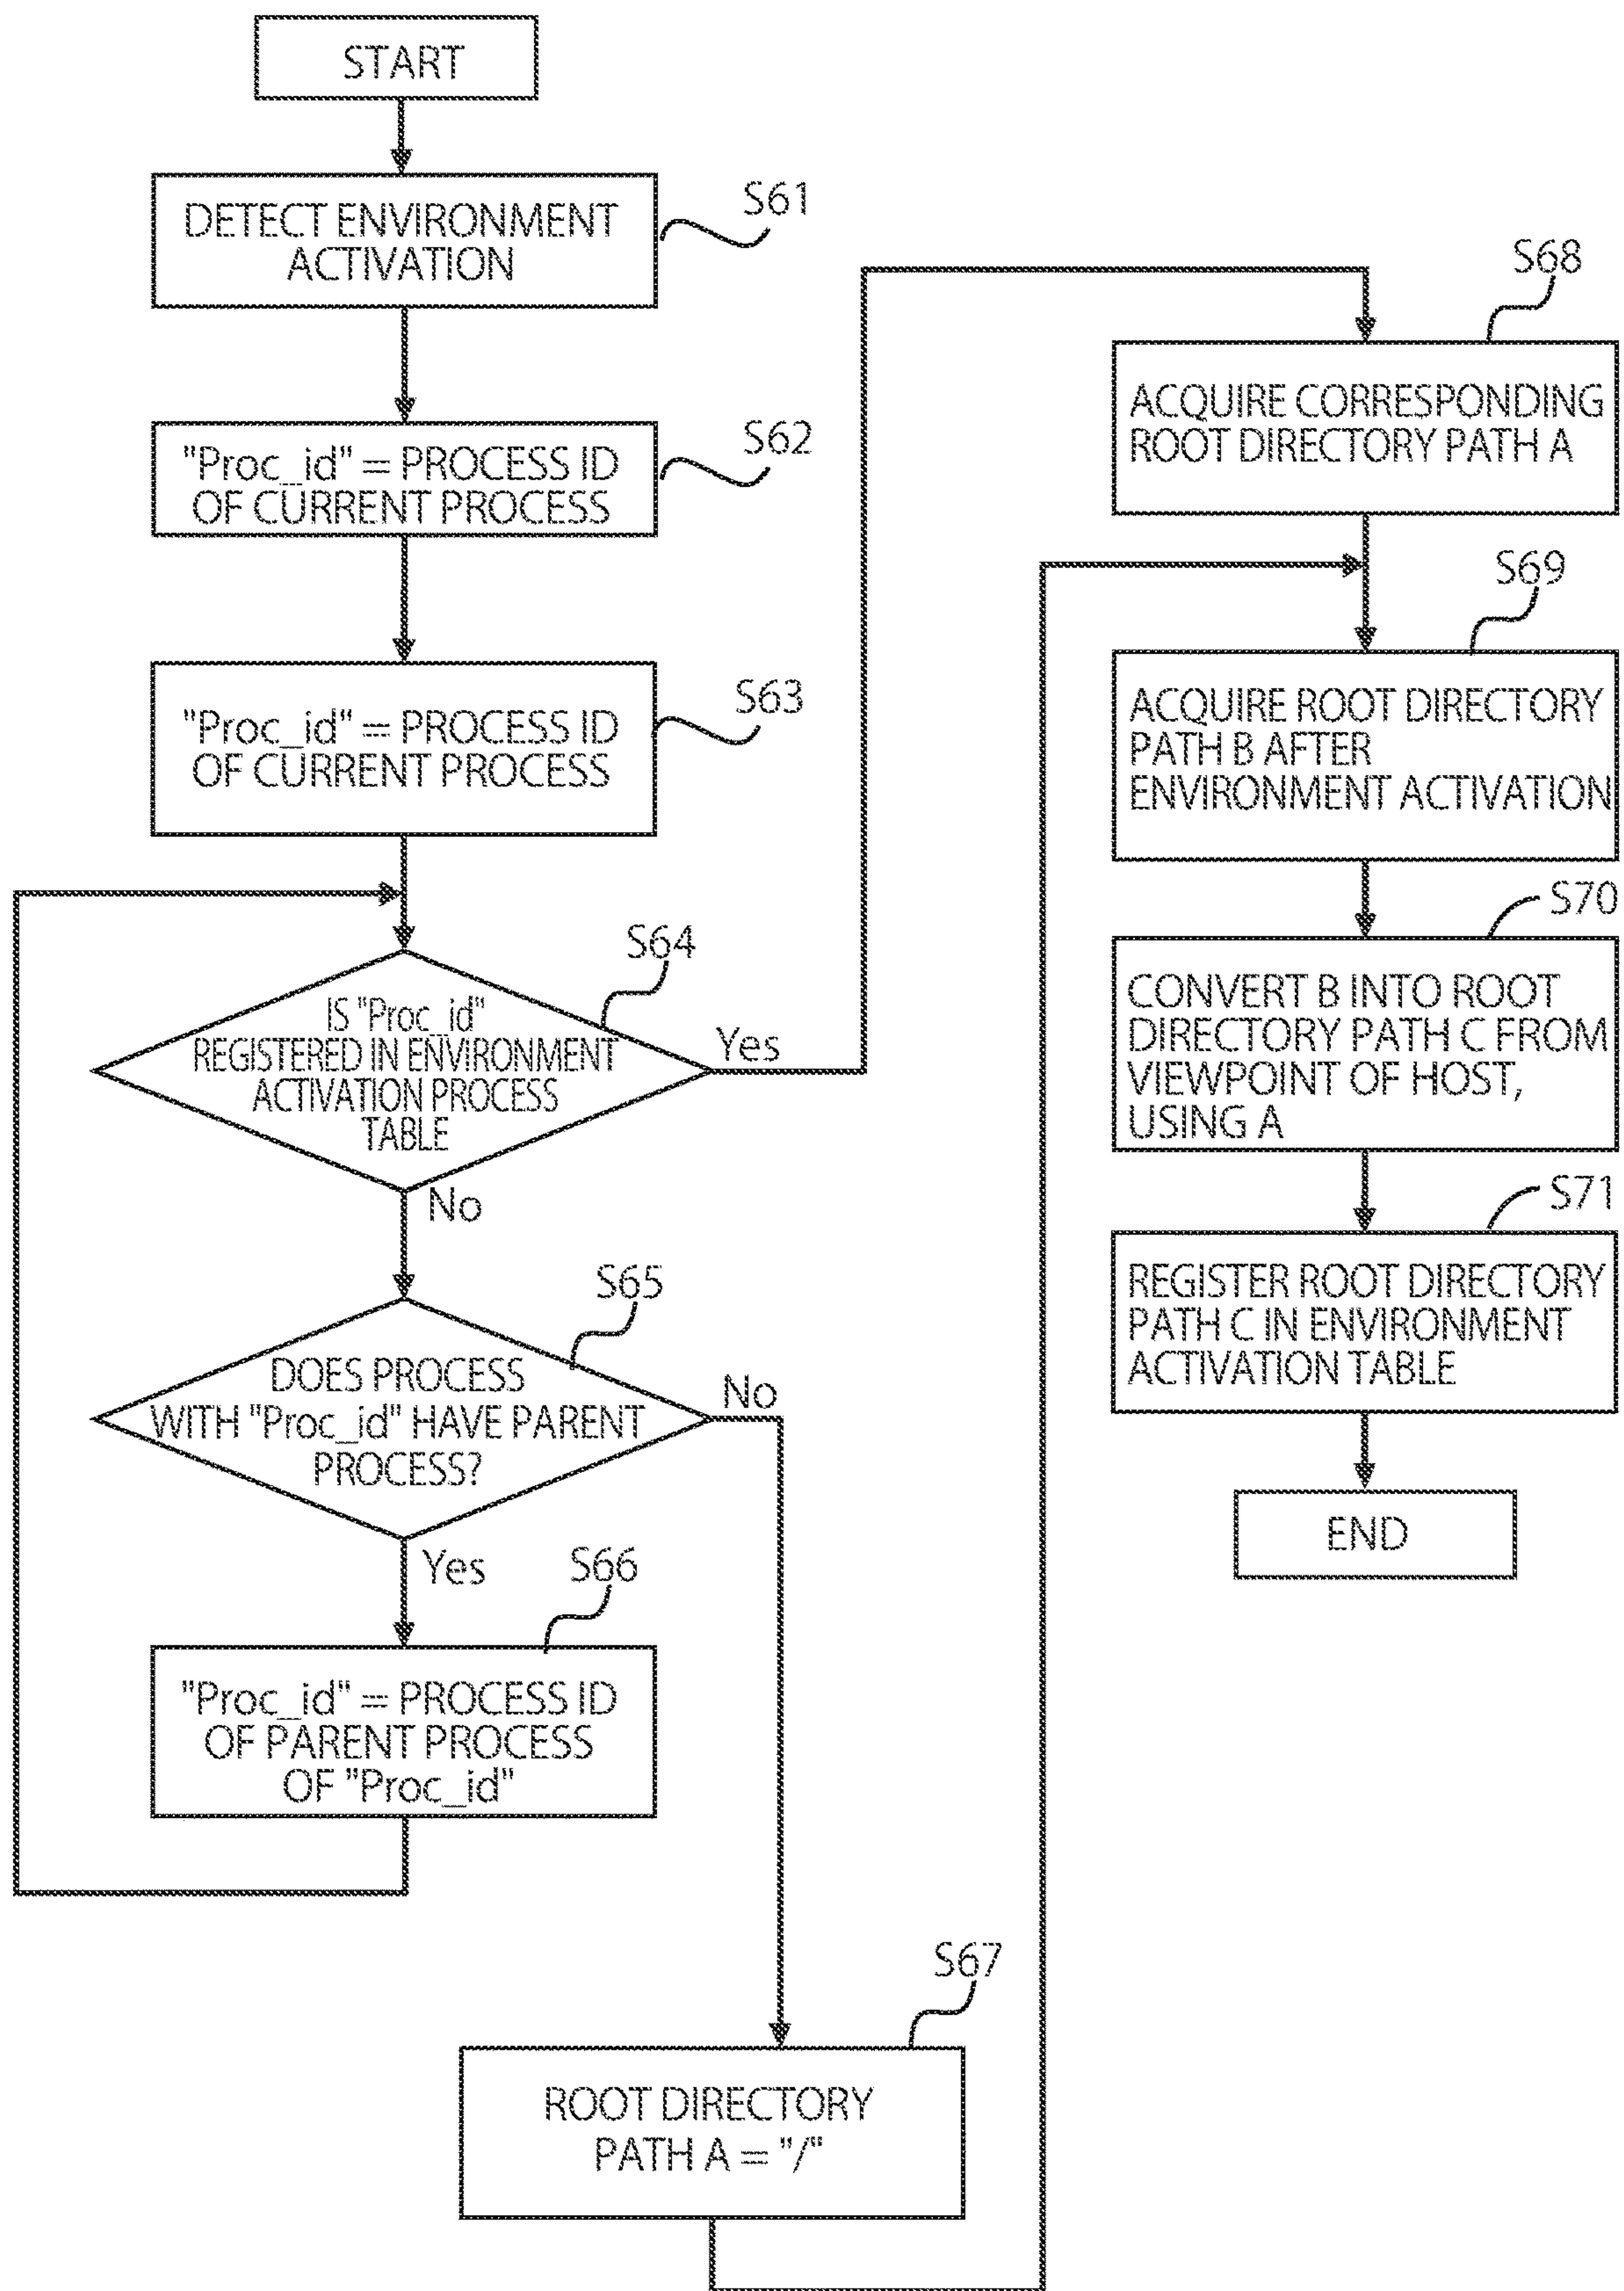 START
DETECT ENVIRONMENT
ACTIVATION
S61
"Proc_id" = PROCESS ID
OF CURRENT PROCESS
S62
"Proc_id" = PROCESS ID
OF CURRENT PROCESS
S63
IS "Proc_id"
REGISTERED IN ENVIRONMENT
ACTIVATION PROCESS
TABLE
S64
Yes
No
DOES PROCESS
WITH "Proc_id" HAVE PARENT
PROCESS?
S65
No
Yes
"Proc_id" = PROCESS ID
OF PARENT PROCESS
OF "Proc_id"
S66
ROOT DIRECTORY
PATH A = "/"
S67
S68
ACQUIRE CORRESPONDING
ROOT DIRECTORY PATH A
S69
ACQUIRE ROOT DIRECTORY
PATH B AFTER
ENVIRONMENT ACTIVATION
S70
CONVERT B INTO ROOT
DIRECTORY PATH C FROM
VIEWPOINT OF HOST,
USING A
S71
REGISTER ROOT DIRECTORY
PATH C IN ENVIRONMENT
ACTIVATION TABLE
END